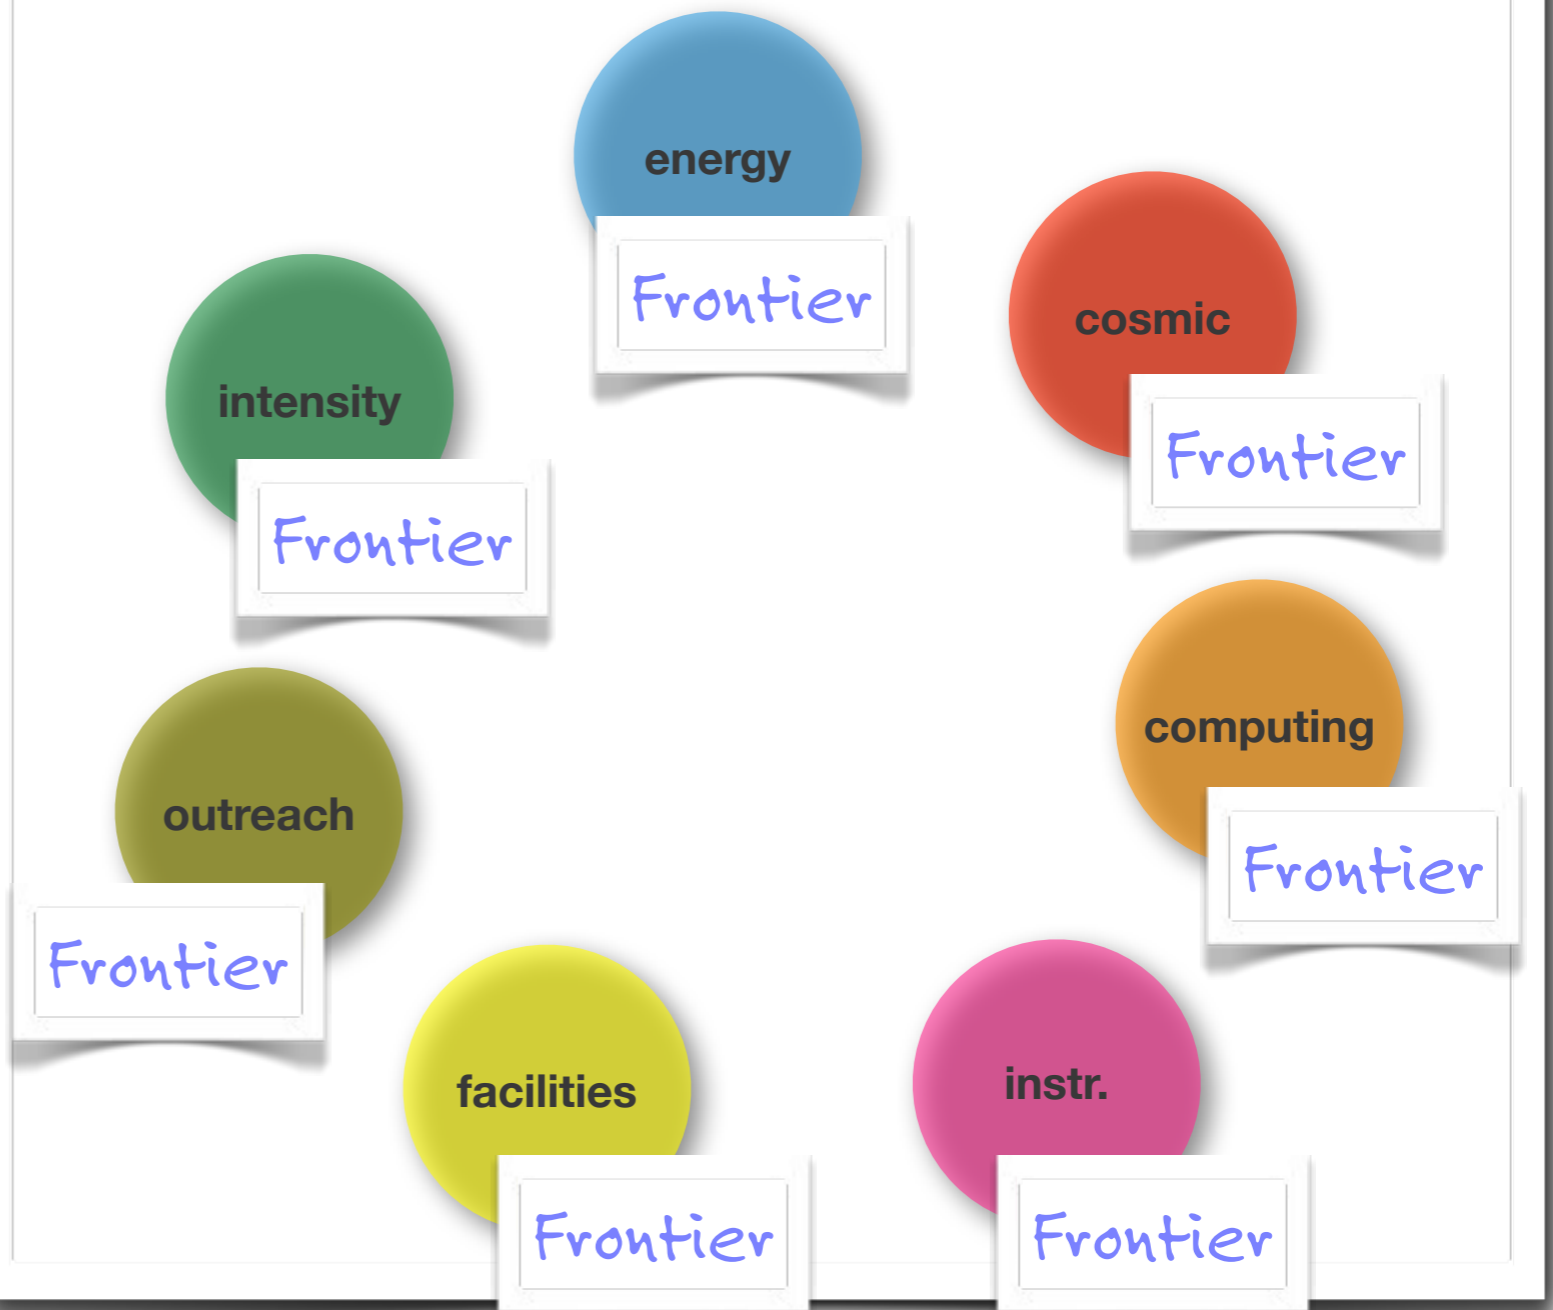 energy
Frontier
cosmic
Frontier
intensity
Frontier
computing
Frontier
outreach
Frontier
facilities
Frontier
instr.
Frontier